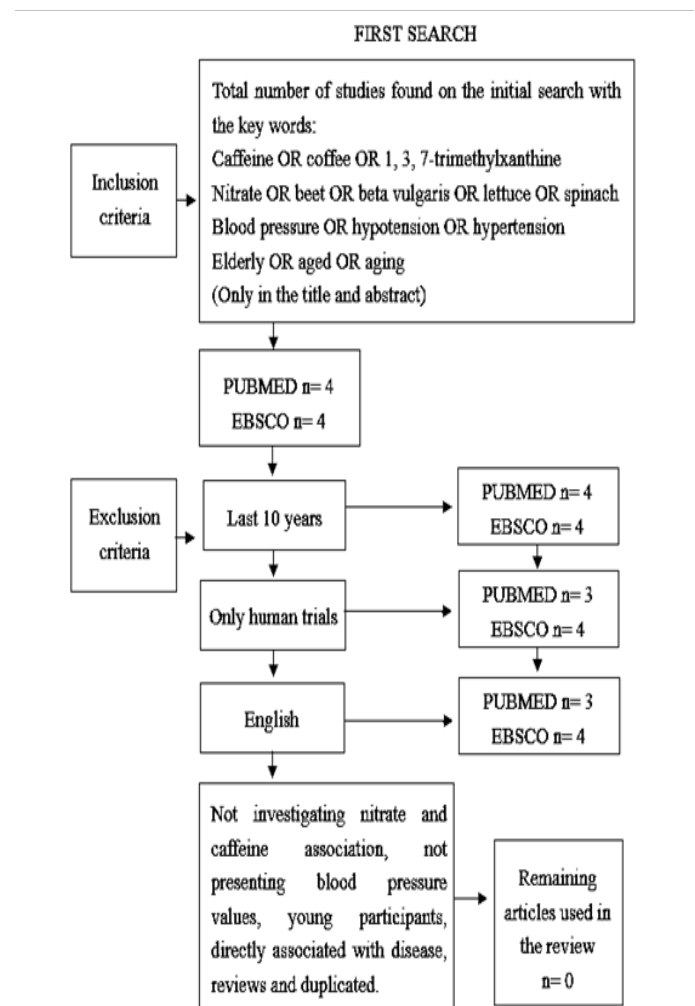 FIRST SEARCH
Total number of studies found on the initial search with
the key words:
Caffeine OR coffee OR 1, 3, 7-trimethylxanthine
Nitrate OR beet OR beta vulgaris OR lettuce OR spinach
Blood pressure OR hypotension OR hypertension
Elderly OR aged OR aging
(Only in the title and abstract)
Inclusion
criteria
PUBMED n= 4
EBSCO n= 4
Exclusion
criteria
Last 10 years
PUBMED n= 4
EBSCO n= 4
Only human trials
PUBMED n= 3
EBSCO n= 4
English
PUBMED n= 3
EBSCO n= 4
Not investigating nitrate and
caffeine association, not
presenting blood pressure
values, young participants,
directly associated with disease,
reviews and duplicated.
Remaining
articles used in
the review
n= 0